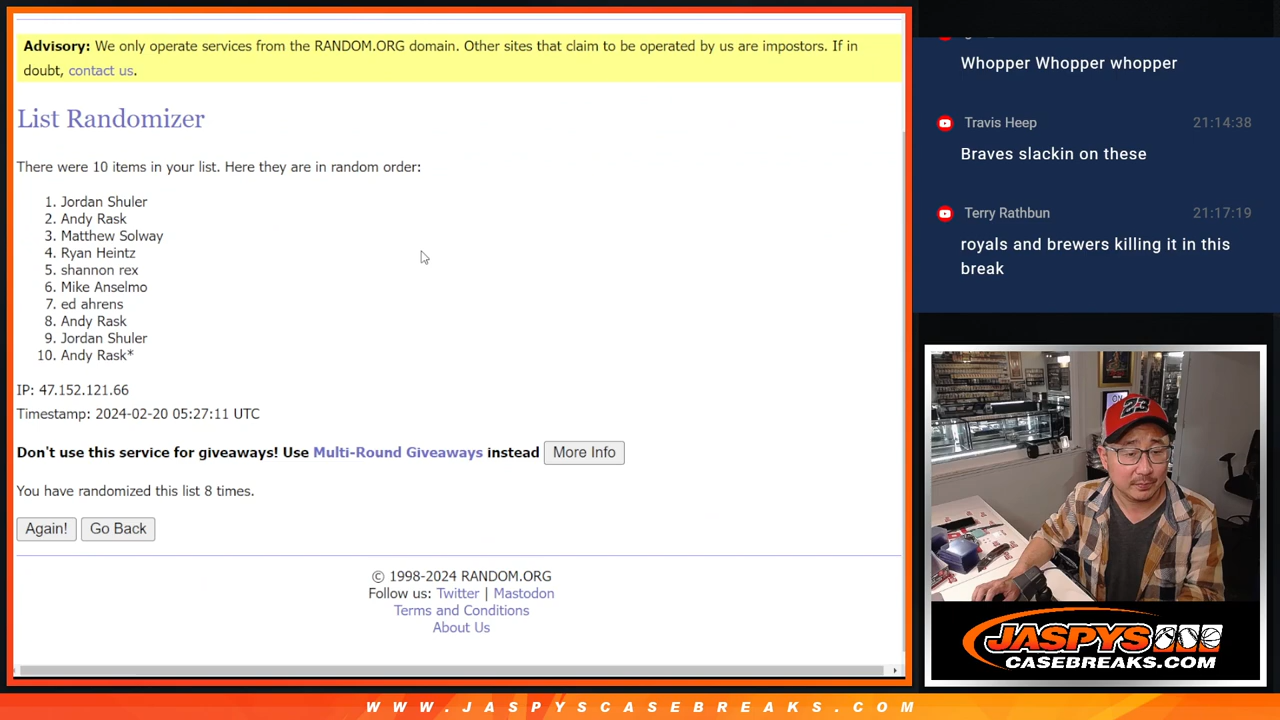 Advisory: We only operate services from the RANDOM.ORG domain. Other sites that claim to be operated by us are impostors. If in
doubt, contact us.
List Randomizer
There were 10 items in your list. Here they are in random order:
1. Jordan Shuler
2. Andy Rask
3. Matthew Solway
4. Ryan Heintz
5. shannon rex
6. Mike Anselmo
7. ed ahrens
8. Andy Rask
9. Jordan Shuler
10. Andy Rask*
IP: 47.152.121.66
Timestamp: 2024-02-20 05:27:11 UTC
Don't use this service for giveaways! Use Multi-Round Giveaways instead More Info
You have randomized this list 8 times.
Again! Go Back
© 1998-2024 RANDOM.ORG
Follow us: Twitter | Mastodon
Terms and Conditions
About Us
Whopper Whopper whopper
Travis Heep 21:14:38
Braves slackin on these
Terry Rathbun 21:17:19
royals and brewers killing it in this
break
23
JASPYS
CASEBREAKS.COM
WWW.JASPYSCASEBREAKS.COM